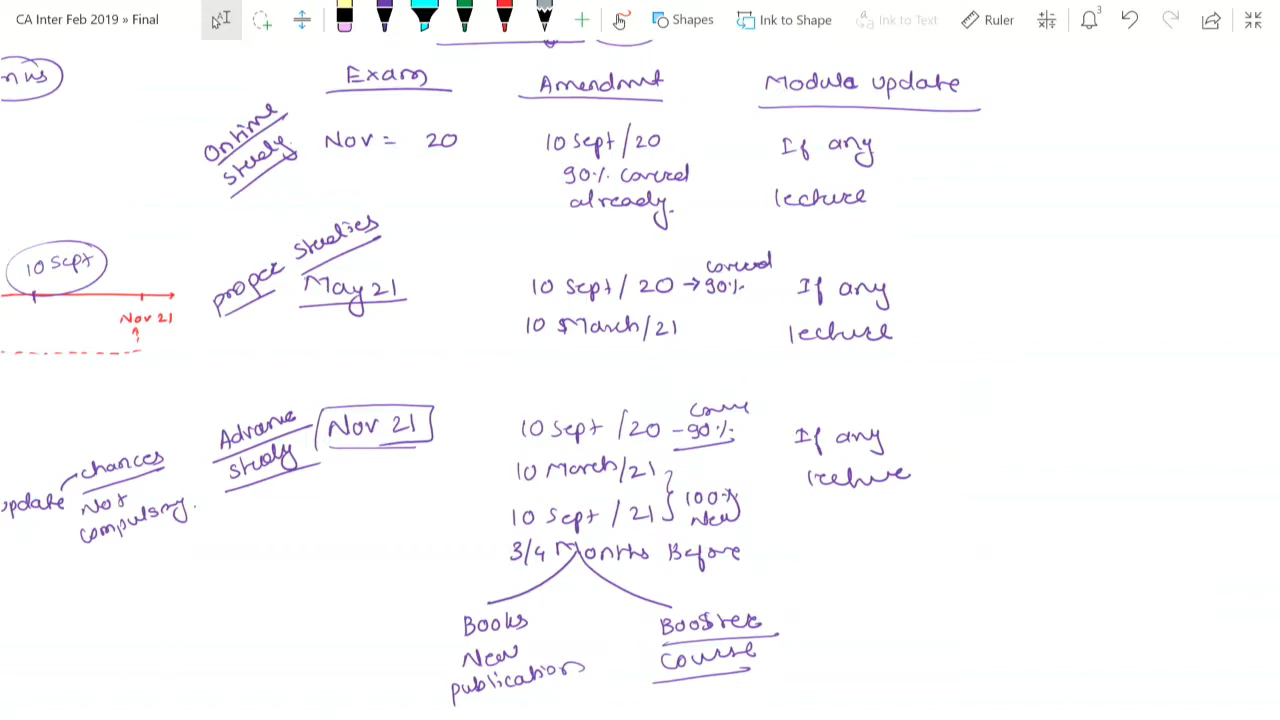 CA Inter Feb 2019 » Final
Shapes
Ink to Shape
Ink to Text
Ruler
3
nus
Exam
Amendmt
Module update
Ontime
study
Nov = 20
10 Sept/20
90% covered
already.
If any
lecture
10 Sept
Nov 21
proper studies
May 21
10 Sept/20 → covered 90%
10 March/21
If any
lecture
update
chances
Not
compulsory.
Advance
study
Nov 21
10 Sept /20 - 90%
10 March/21
10 Sept / 21
100%
New
3/4 Months Before
If any
lecture
Books
New
publication
Booster
Course